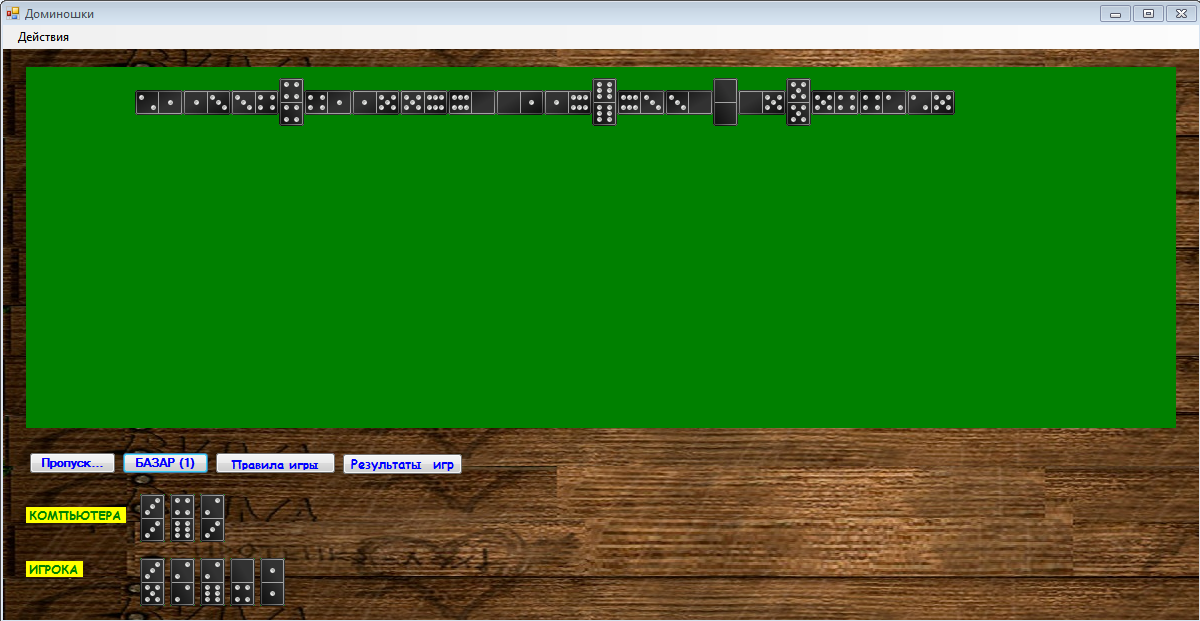 Доминошки
Действия
Пропуск... БАЗАР (1) Правила игры Результаты игр
КОМПЬЮТЕРА
ИГРОКА